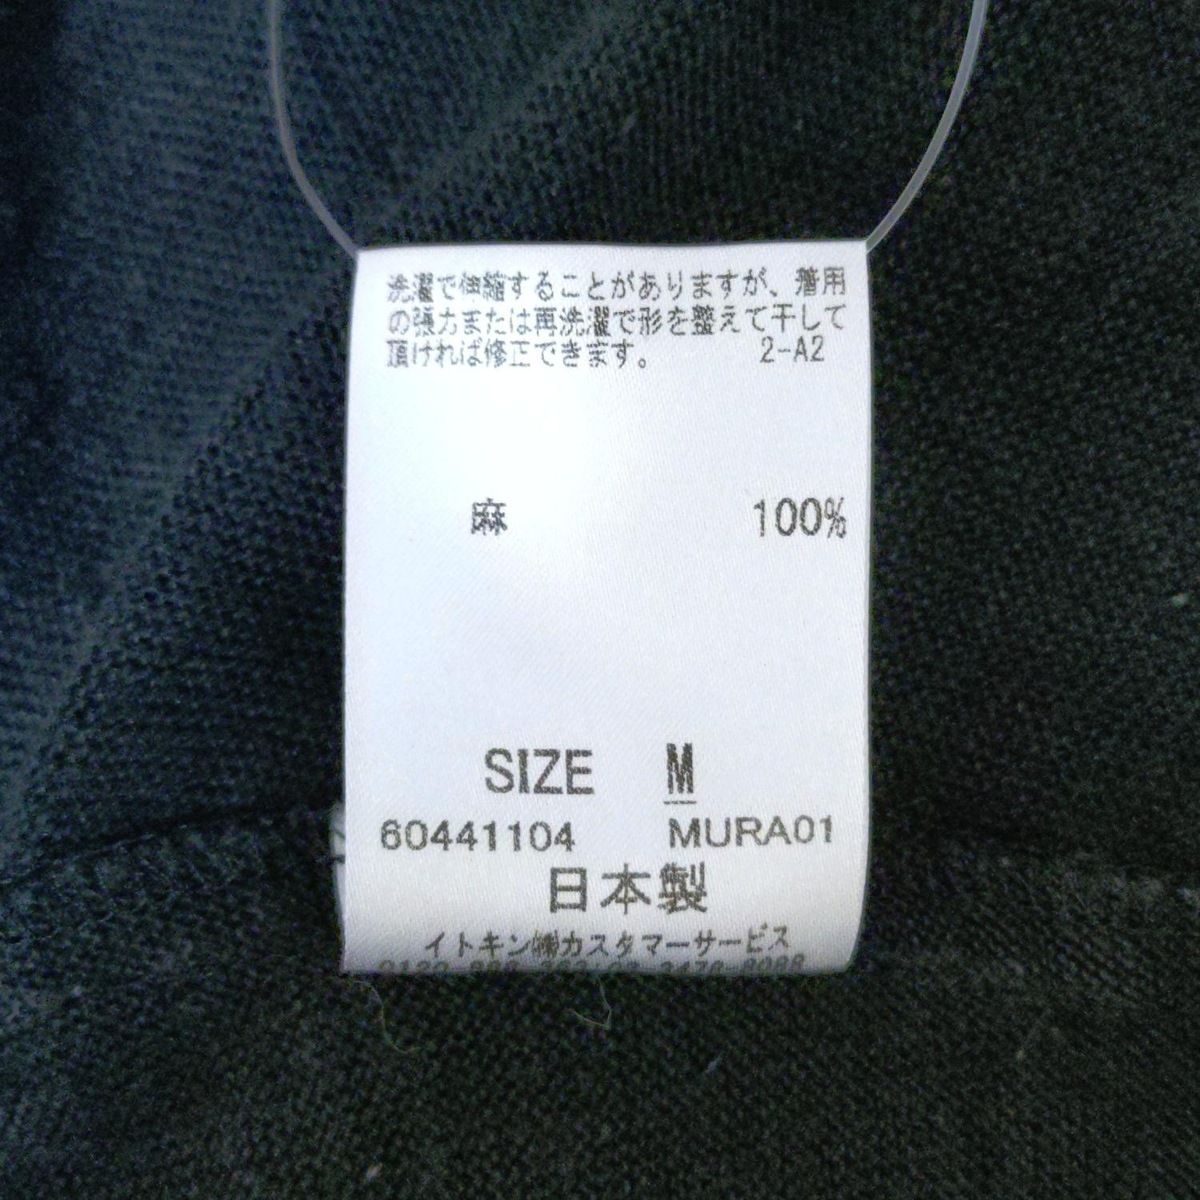 洗濯で伸縮することがありますが、着用
の張力または再洗濯で形を整えて干して
頂ければ修正できます。 2-A2
麻 100%
SIZE M
60441104 MURA01
日本製
イトキン㈱カスタマーサービス